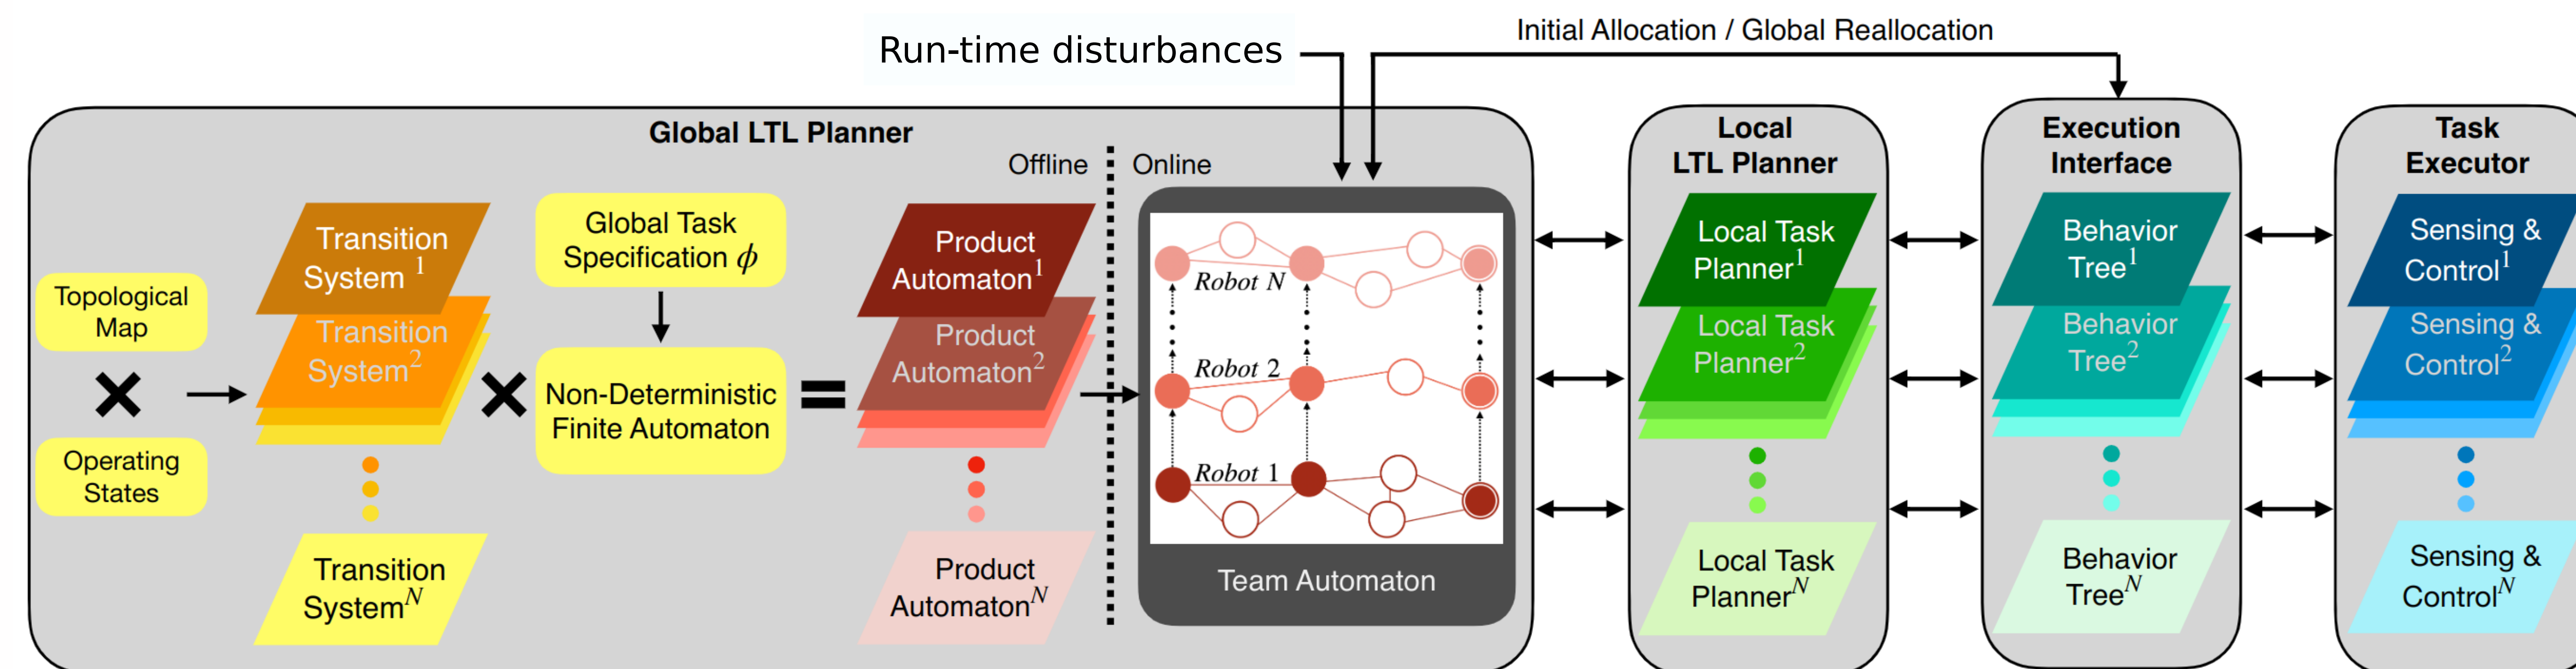 Run-time disturbances
Initial Allocation / Global Reallocation
Global LTL Planner
Offline
Online
Topological
Map
Operating
States
Transition
System 1
Transition
System2
Transition
SystemN
Global Task
Specification ϕ
Non-Deterministic
Finite Automaton
Product
Automaton1
Product
Automaton2
Product
AutomatonN
Robot N
Robot 2
Robot 1
Team Automaton
Local
LTL Planner
Local Task
Planner1
Local Task
Planner2
Local Task
PlannerN
Execution
Interface
Behavior
Tree1
Behavior
Tree2
Behavior
TreeN
Task
Executor
Sensing &
Control1
Sensing &
Control2
Sensing &
ControlN